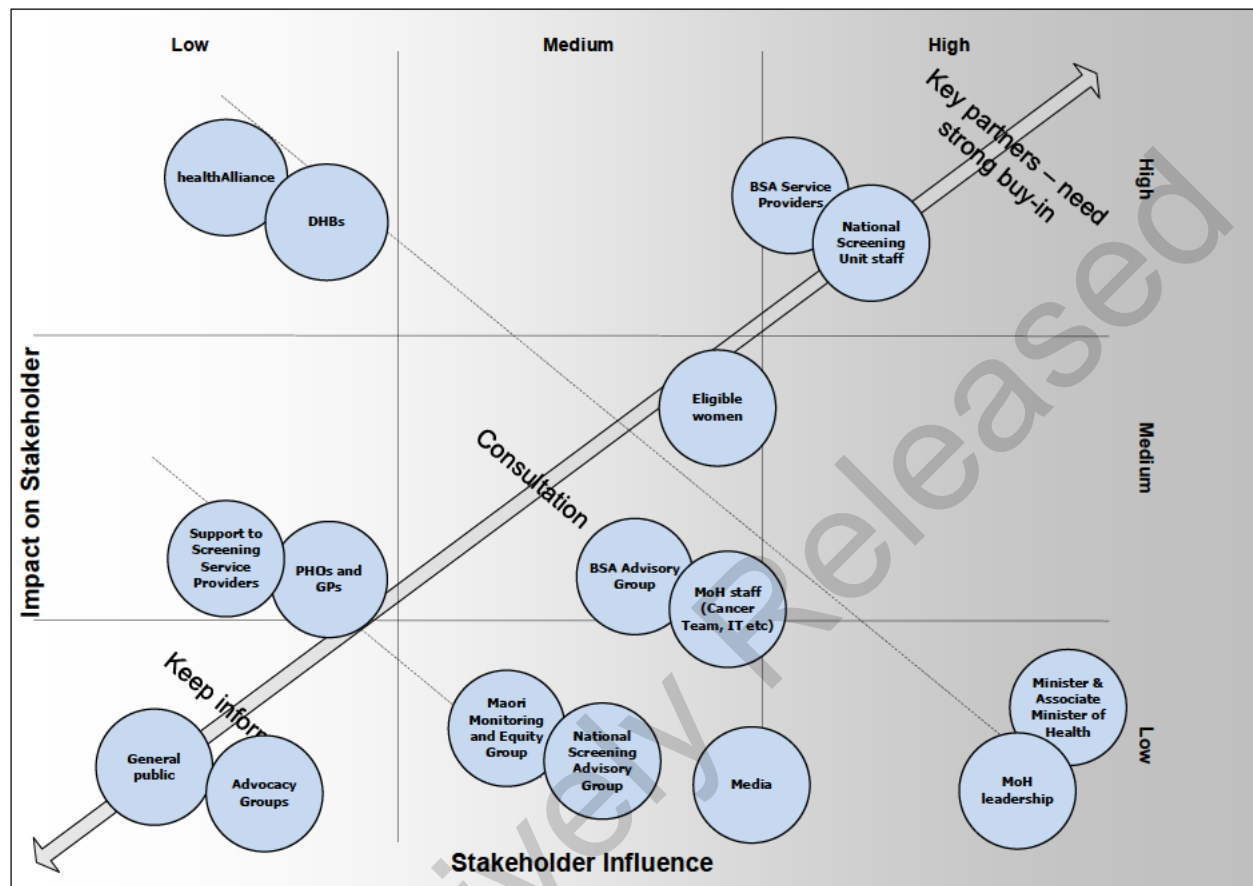 Low
Medium
High
Key partners – need
strong buy-in
High
healthAlliance
DHBs
BSA Service
Providers
National
Screening
Unit staff
Impact on Stakeholder
Eligible
women
Medium
Consultation
Support to
Screening
Service
Providers
PHOs and
GPs
BSA Advisory
Group
MoH staff
(Cancer
Team, IT etc)
Keep
General
public
Advocacy
Groups
Maori
Monitoring
and Equity
Group
National
Screening
Advisory
Group
Media
Minister &
Associate
Minister of
Health
MoH
leadership
Low
Stakeholder Influence
Released